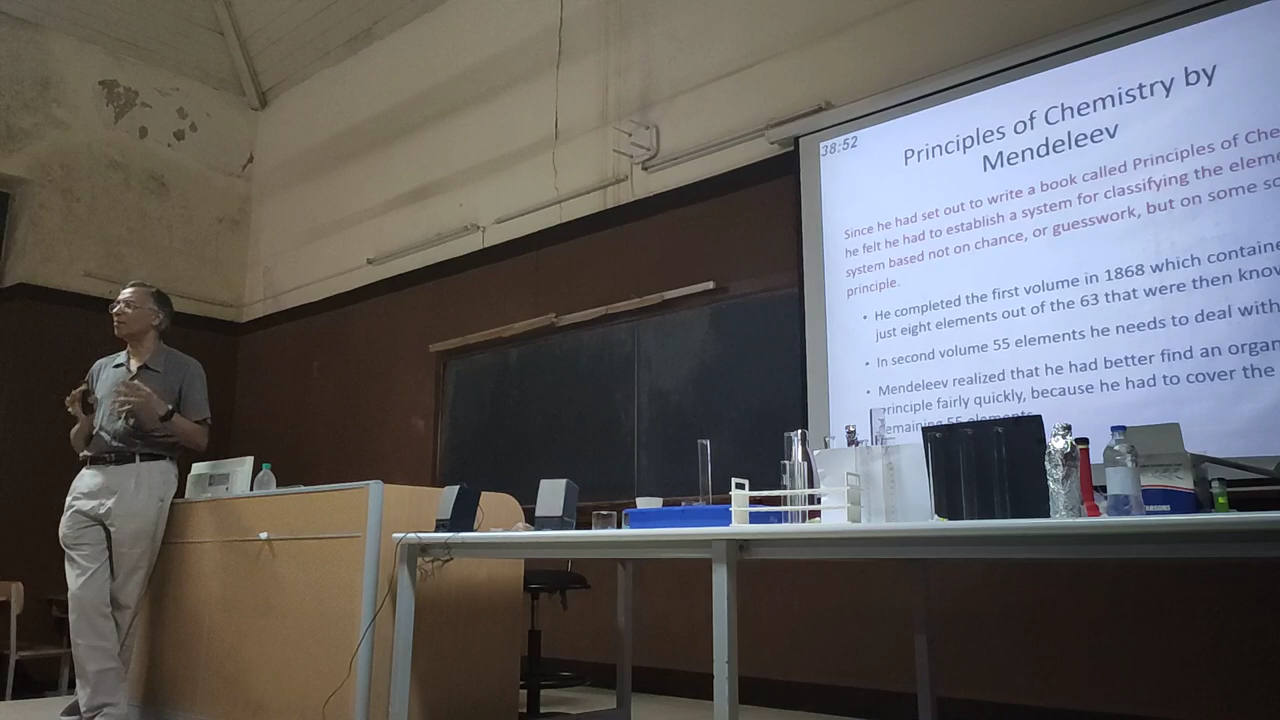 38:52
Principles of Chemistry by
Mendeleev
Since he had set out to write a book called Principles of Che
he felt he had to establish a system for classifying the eleme
system based not on chance, or guesswork, but on some sc
principle.
• He completed the first volume in 1868 which containe
just eight elements out of the 63 that were then know
• In second volume 55 elements he needs to deal with
• Mendeleev realized that he had better find an organ
principle fairly quickly, because he had to cover the
remaining 55 elements
ARSONS